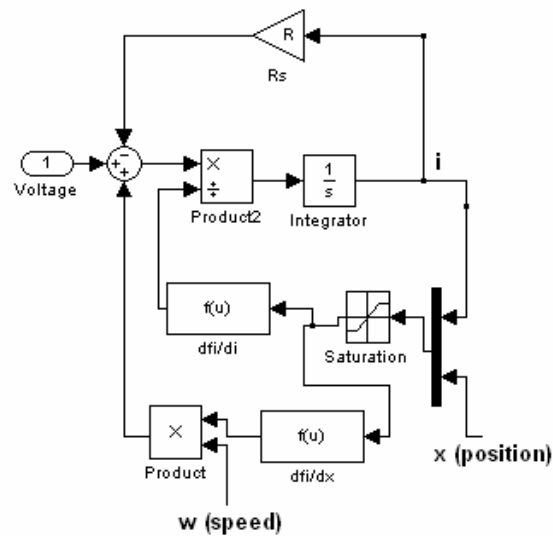 R
Rs
−
+
+
1
Voltage
×
÷
Product2
1
s
Integrator
i
f(u)
dfi/di
Saturation
×
Product
f(u)
dfi/dx
x (position)
w (speed)